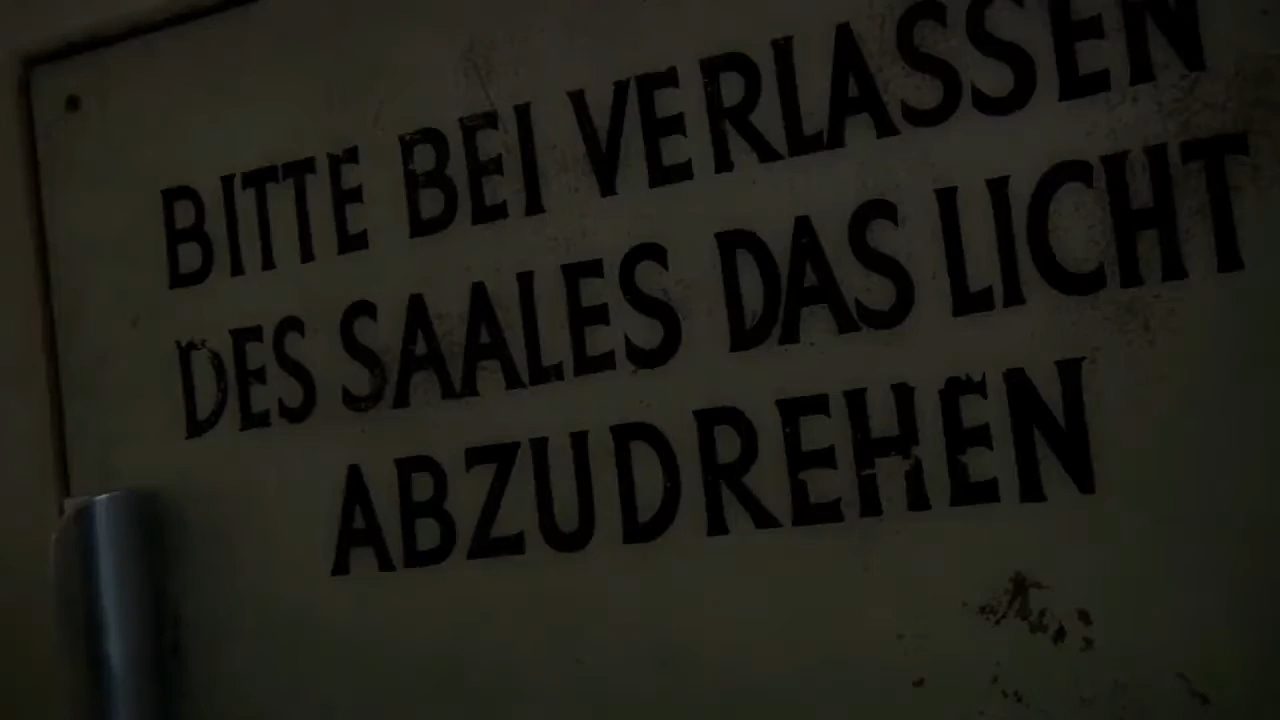 BITTE BEI VERLASSEN
DES SAALES DAS LICHT
ABZUDREHEN